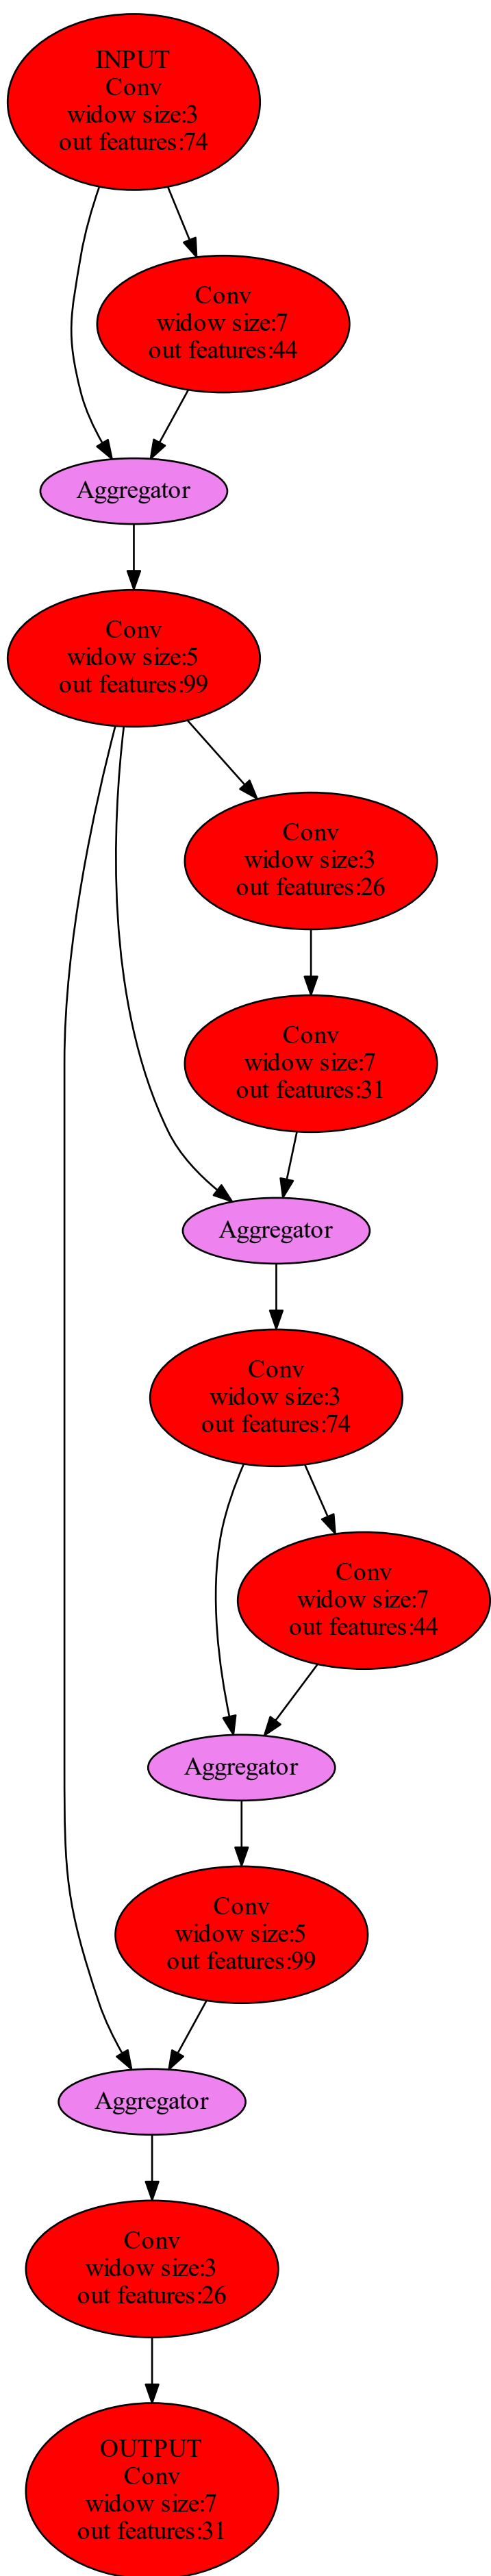 INPUT
Conv
widow size:3
out features:74
Conv
widow size:7
out features:44
Aggregator
Conv
widow size:5
out features:99
Conv
widow size:3
out features:26
Conv
widow size:7
out features:31
Aggregator
Conv
widow size:3
out features:74
Conv
widow size:7
out features:44
Aggregator
Conv
widow size:5
out features:99
Aggregator
Conv
widow size:3
out features:26
OUTPUT
Conv
widow size:7
out features:31